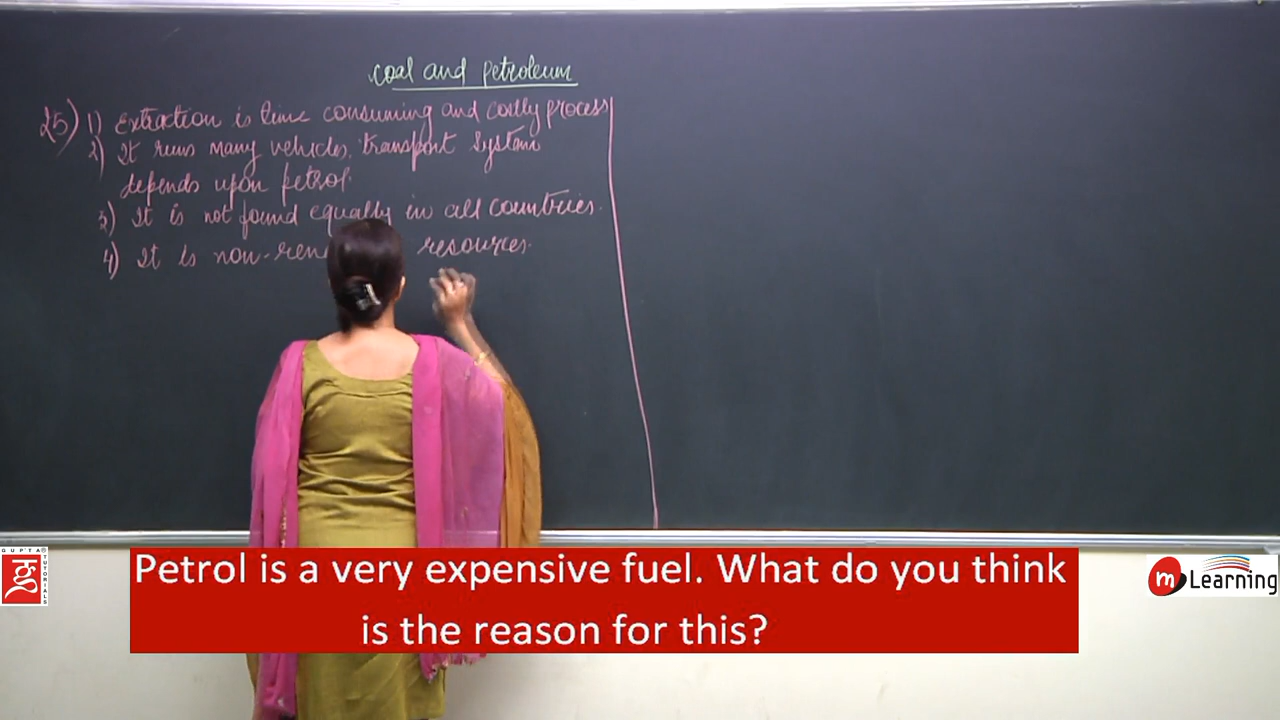 coal and petroleum
25) 1) Extraction is time consuming and costly process
2) It runs many vehicles, transport system
depends upon petrol.
3) It is not found equally in all countries.
4) It is non- resources.
GUPTA
TUTORIALS
Petrol is a very expensive fuel. What do you think
is the reason for this?
m Learning